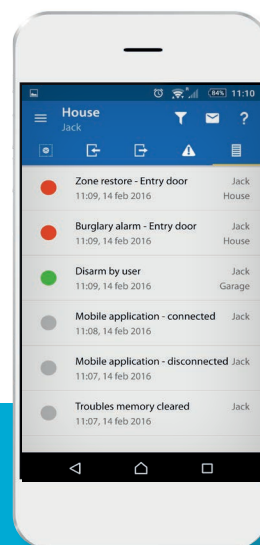 84% 11:10
House
Jack
?
Zone restore - Entry door Jack
11:09, 14 feb 2016 House
Burglary alarm - Entry door Jack
11:09, 14 feb 2016 House
Disarm by user Jack
11:09, 14 feb 2016 Garage
Mobile application - connected Jack
11:08, 14 feb 2016
Mobile application - disconnected Jack
11:07, 14 feb 2016
Troubles memory cleared Jack
11:07, 14 feb 2016